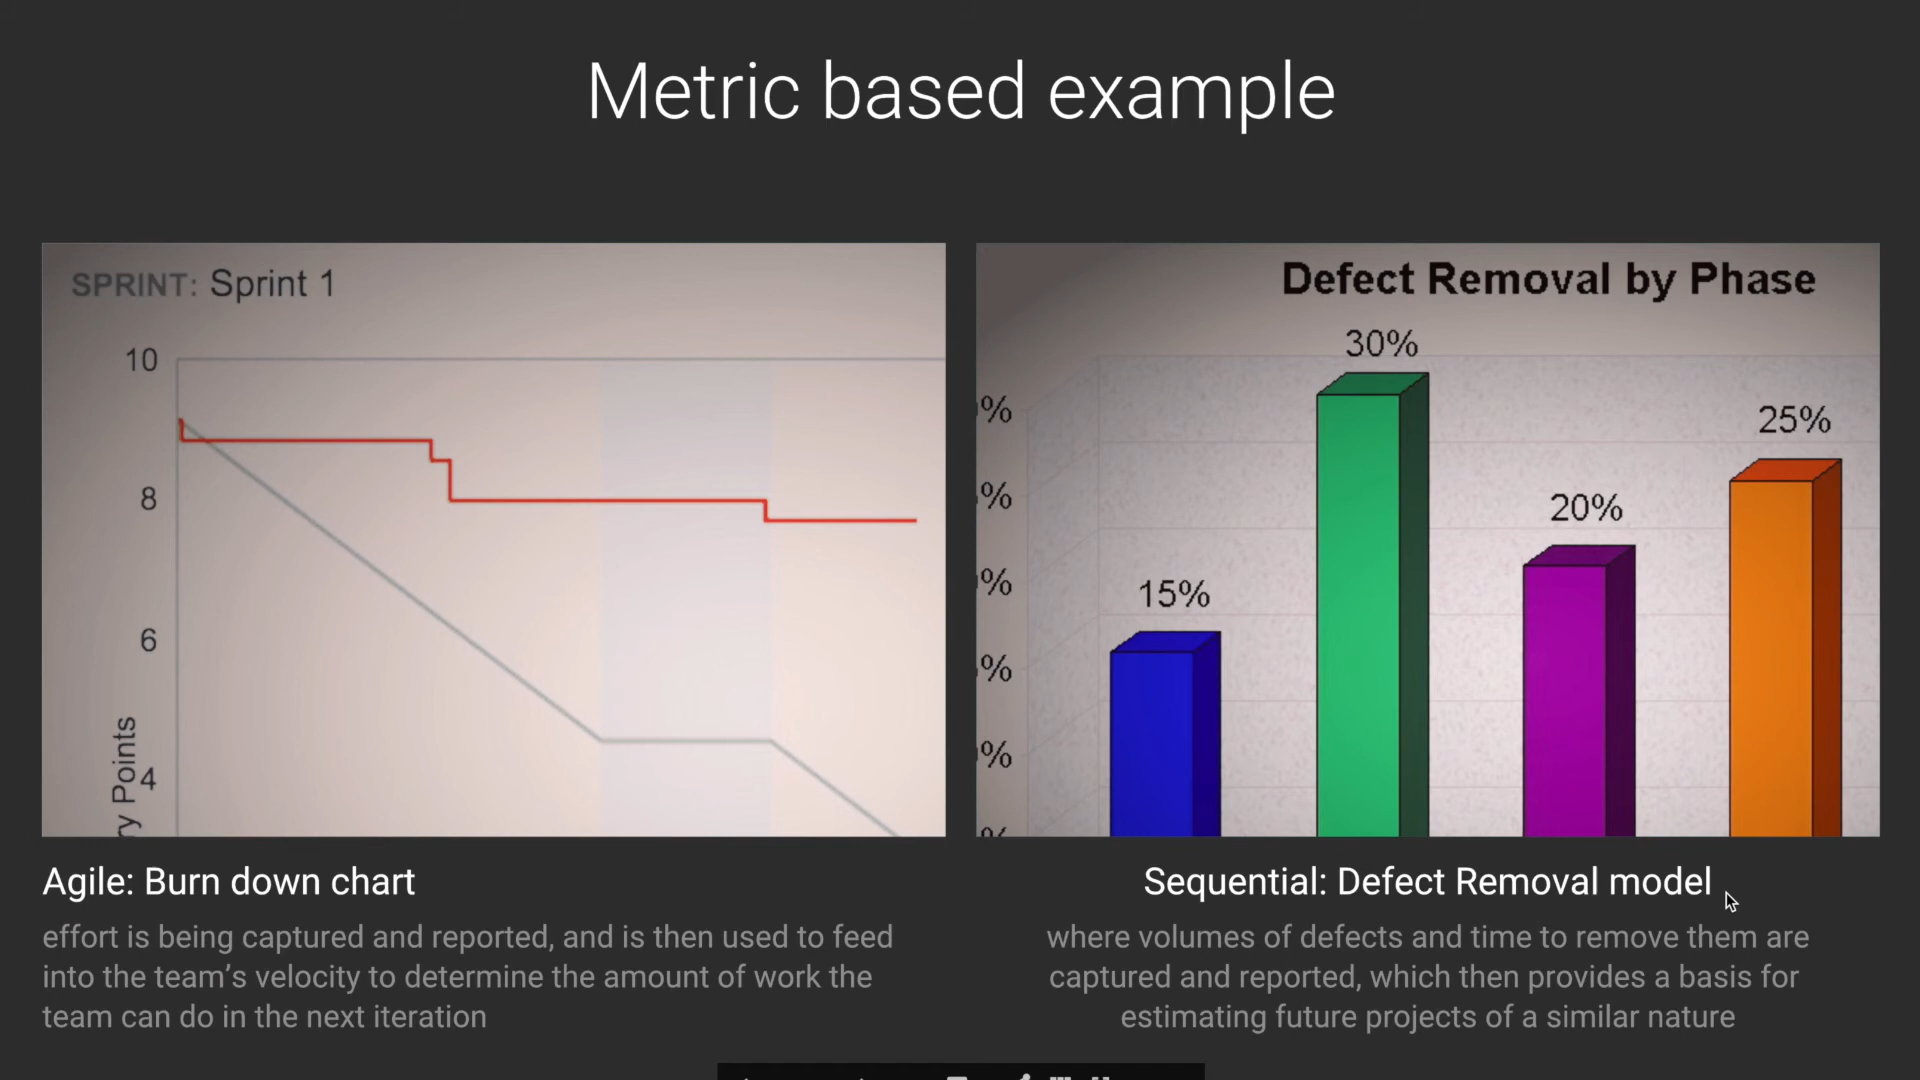 Metric based example
SPRINT: Sprint 1
10
8
6
4
Points
Defect Removal by Phase
30%
25%
20%
15%
%
%
%
%
%
Agile: Burn down chart
effort is being captured and reported, and is then used to feed
into the team’s velocity to determine the amount of work the
team can do in the next iteration
Sequential: Defect Removal model
where volumes of defects and time to remove them are
captured and reported, which then provides a basis for
estimating future projects of a similar nature